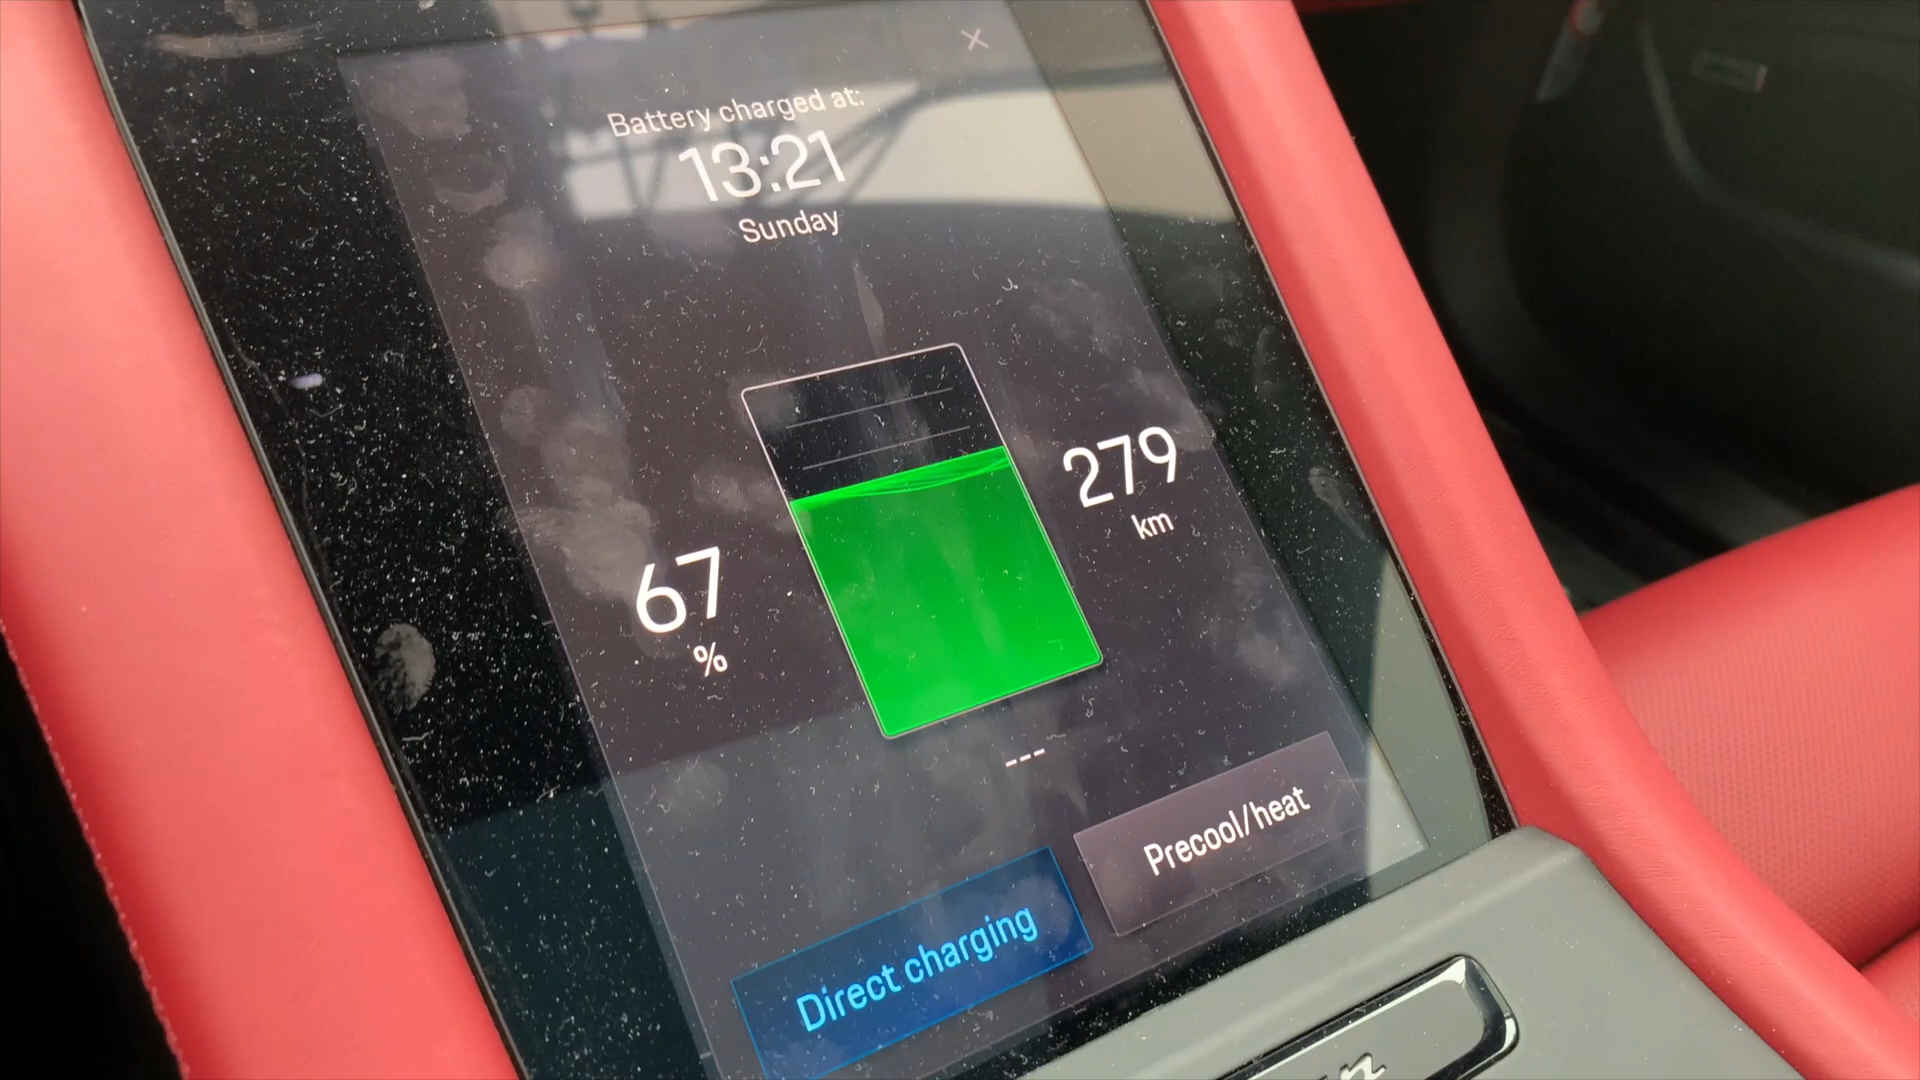 Battery charged at:
13:21
Sunday
279
km
67
%
---
Precool/heat
Direct charging